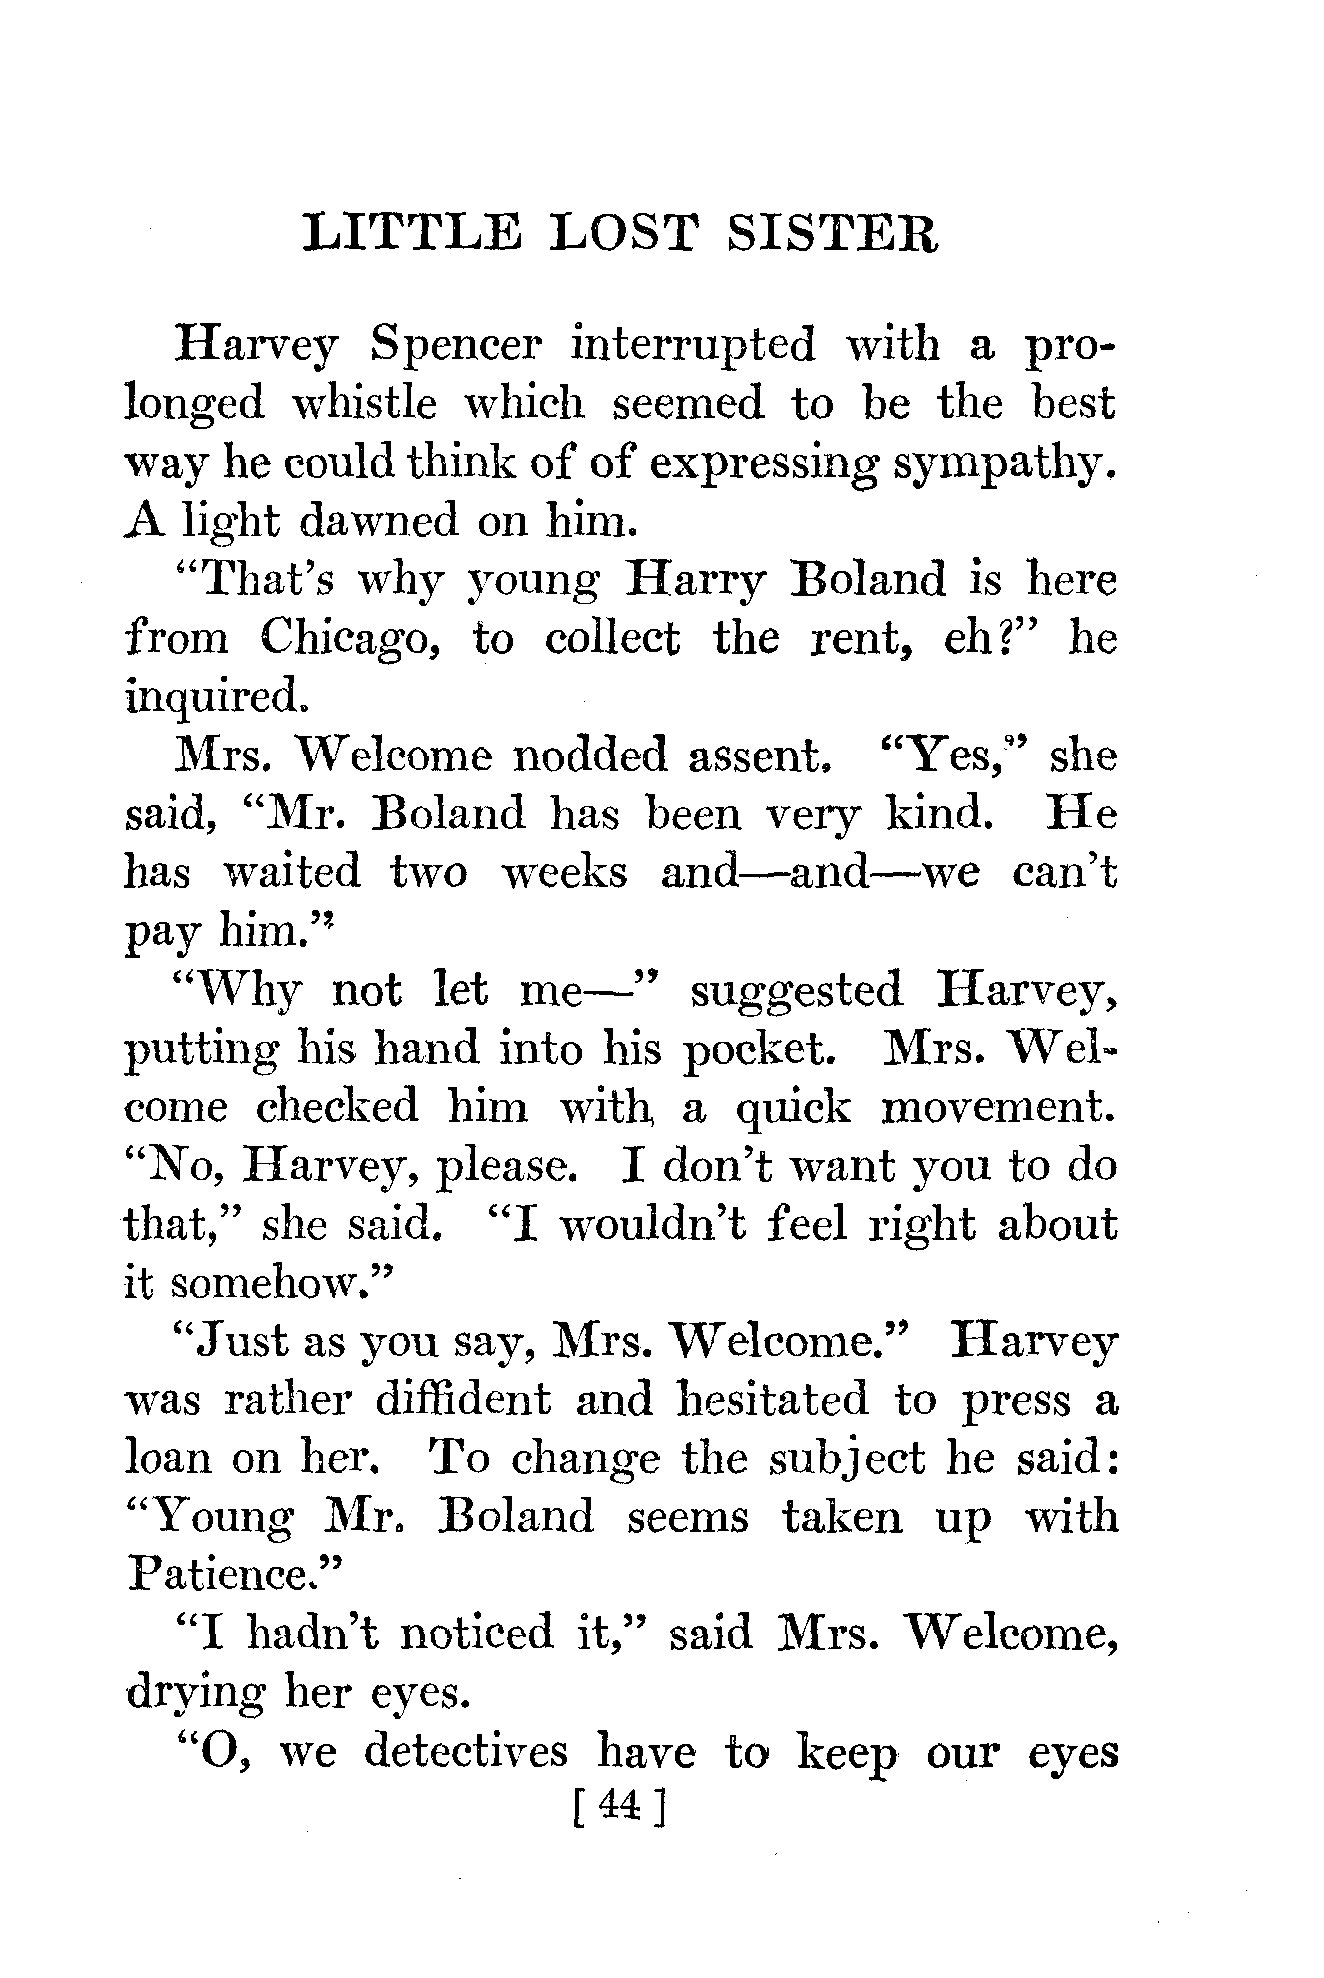 LITTLE LOST SISTER
Harvey Spencer interrupted with a pro-
longed whistle which seemed to be the best
way he could think of of expressing sympathy.
A light dawned on him.
“That’s why young Harry Boland is here
from Chicago, to collect the rent, eh?” he
inquired.
Mrs. Welcome nodded assent. “Yes,” she
said, “Mr. Boland has been very kind. He
has waited two weeks and—and—we can’t
pay him.”
“Why not let me—” suggested Harvey,
putting his hand into his pocket. Mrs. Wel-
come checked him with, a quick movement.
“No, Harvey, please. I don’t want you to do
that,” she said. “I wouldn’t feel right about
it somehow.”
“Just as you say, Mrs. Welcome.” Harvey
was rather diffident and hesitated to press a
loan on her. To change the subject he said:
“Young Mr. Boland seems taken up with
Patience.”
“I hadn’t noticed it,” said Mrs. Welcome,
drying her eyes.
“O, we detectives have to keep our eyes
[ 44 ]